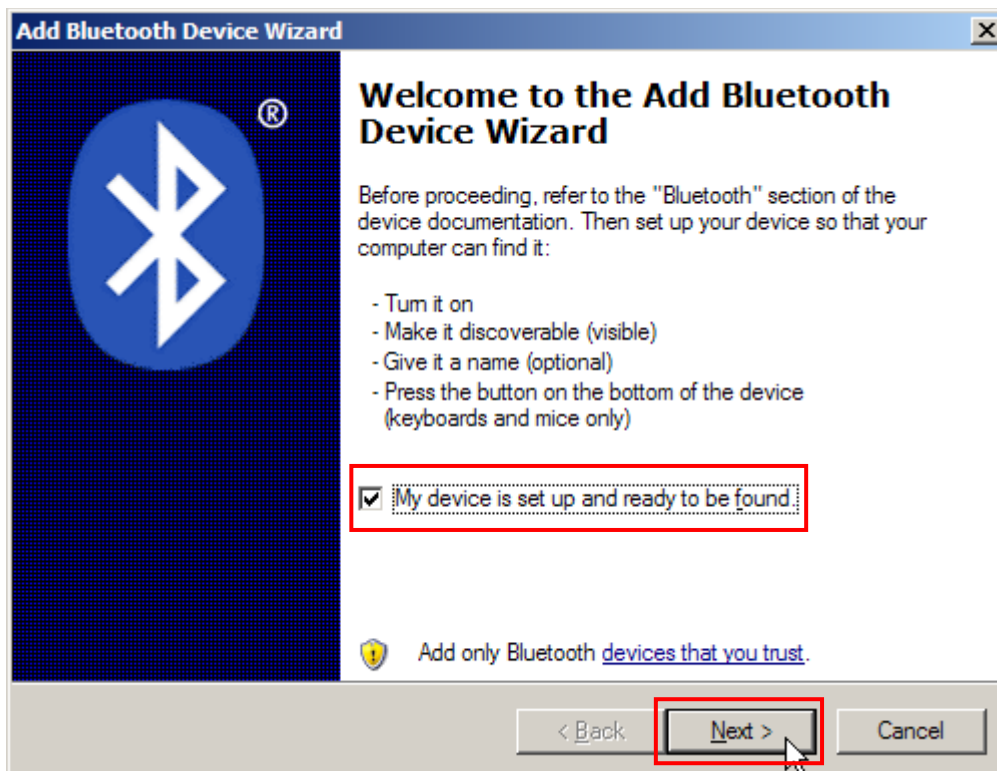 Add Bluetooth Device Wizard
®
Welcome to the Add Bluetooth
Device Wizard
Before proceeding, refer to the "Bluetooth" section of the
device documentation. Then set up your device so that your
computer can find it:
- Turn it on
- Make it discoverable (visible)
- Give it a name (optional)
- Press the button on the bottom of the device
(keyboards and mice only)
My device is set up and ready to be found.
Add only Bluetooth devices that you trust.
< Back
Next >
Cancel